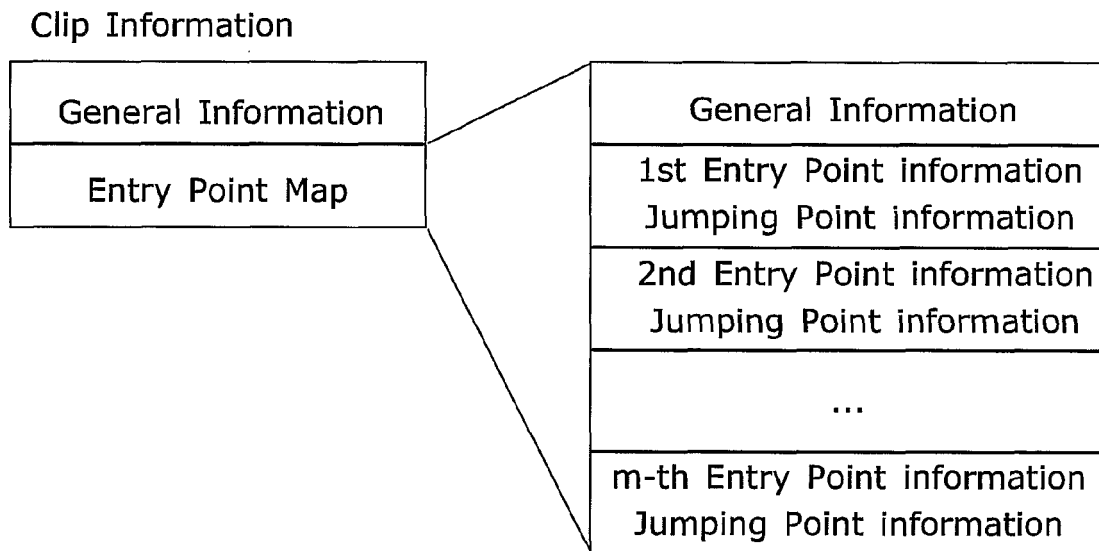 Clip Information
General Information
Entry Point Map
General Information
1st Entry Point information
Jumping Point information
2nd Entry Point information
Jumping Point information
...
m-th Entry Point information
Jumping Point information